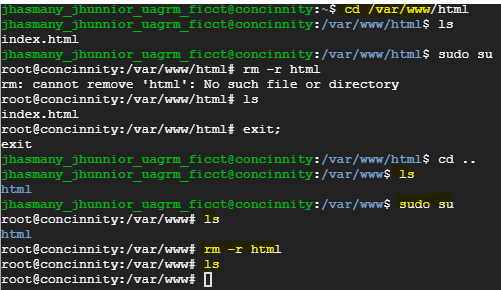 jhasmany_jhunnior_uagrm_ficct@concinnity:~$ cd /var/www/html
jhasmany_jhunnior_uagrm_ficct@concinnity:/var/www/html$ ls
index.html
jhasmany_jhunnior_uagrm_ficct@concinnity:/var/www/html$ sudo su
root@concinnity:/var/www/html# rm -r html
rm: cannot remove 'html': No such file or directory
root@concinnity:/var/www/html# ls
index.html
root@concinnity:/var/www/html# exit;
exit
jhasmany_jhunnior_uagrm_ficct@concinnity:/var/www/html$ cd ..
jhasmany_jhunnior_uagrm_ficct@concinnity:/var/www$ ls
html
jhasmany_jhunnior_uagrm_ficct@concinnity:/var/www$ sudo su
root@concinnity:/var/www# ls
html
root@concinnity:/var/www# rm -r html
root@concinnity:/var/www# ls
root@concinnity:/var/www#